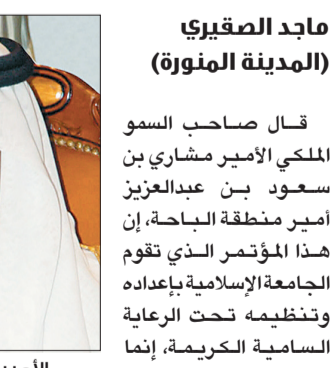 ماجد الصقيري
(المدينة المنورة)
قال صاحب السمو
الملكي الأمير مشاري بن
سعود بن عبدالعزيز
أمير منطقة الباحة، إن
هذا المؤتمر الذي تقوم
الجامعة الإسلامية بإعداده
وتنظيمه تحت الرعاية
السامية الكريمة، إنما